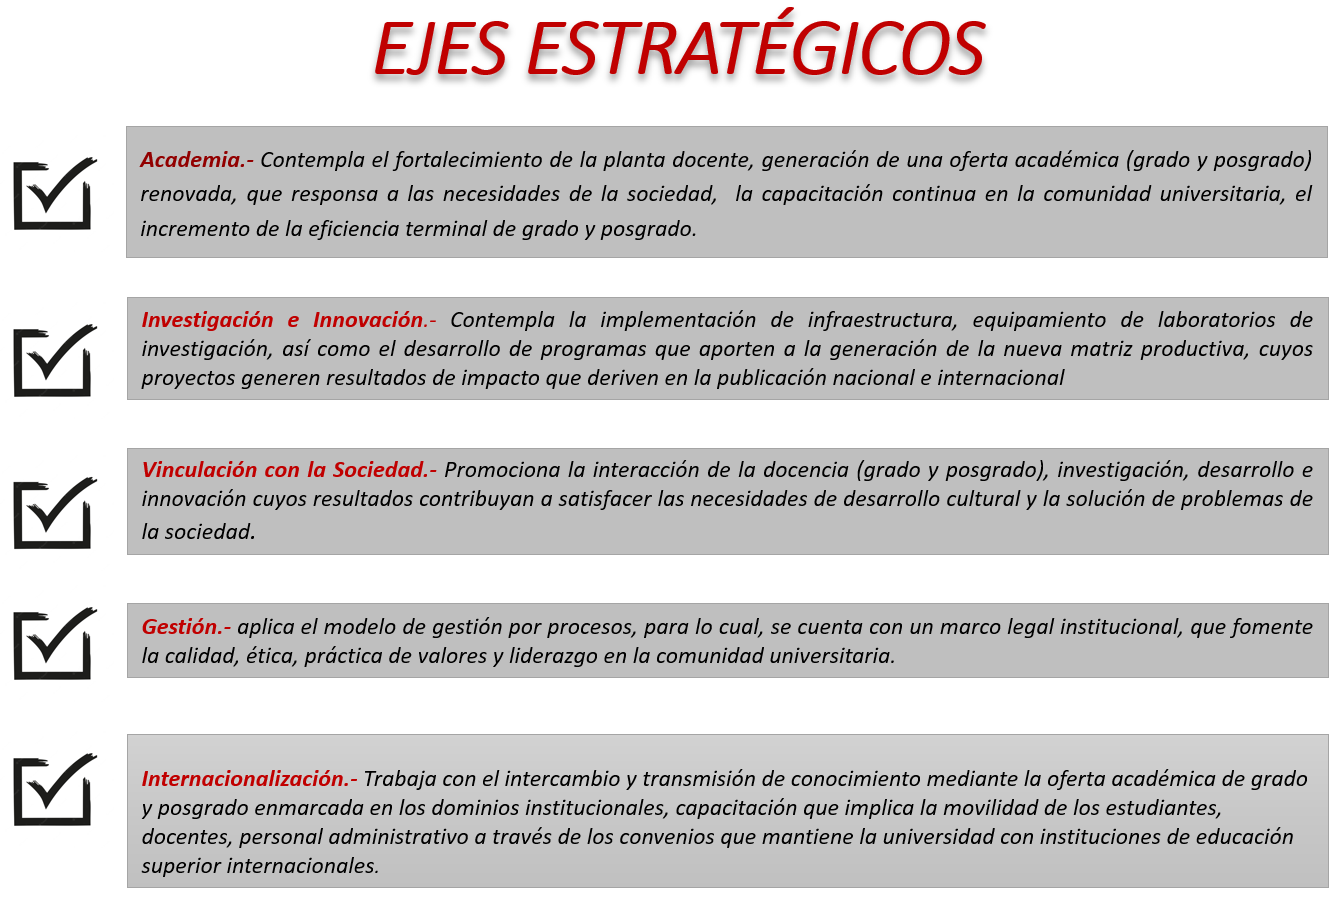 EJES ESTRATÉGICOS
Academia.- Contempla el fortalecimiento de la planta docente, generación de una oferta académica (grado y posgrado)
renovada, que responsa a las necesidades de la sociedad, la capacitación continua en la comunidad universitaria, el
incremento de la eficiencia terminal de grado y posgrado.
Investigación e Innovación.- Contempla la implementación de infraestructura, equipamiento de laboratorios de
investigación, así como el desarrollo de programas que aporten a la generación de la nueva matriz productiva, cuyos
proyectos generen resultados de impacto que deriven en la publicación nacional e internacional
Vinculación con la Sociedad.- Promociona la interacción de la docencia (grado y posgrado), investigación, desarrollo e
innovación cuyos resultados contribuyan a satisfacer las necesidades de desarrollo cultural y la solución de problemas de
la sociedad.
Gestión.- aplica el modelo de gestión por procesos, para lo cual, se cuenta con un marco legal institucional, que fomente
la calidad, ética, práctica de valores y liderazgo en la comunidad universitaria.
Internacionalización.- Trabaja con el intercambio y transmisión de conocimiento mediante la oferta académica de grado
y posgrado enmarcada en los dominios institucionales, capacitación que implica la movilidad de los estudiantes,
docentes, personal administrativo a través de los convenios que mantiene la universidad con instituciones de educación
superior internacionales.